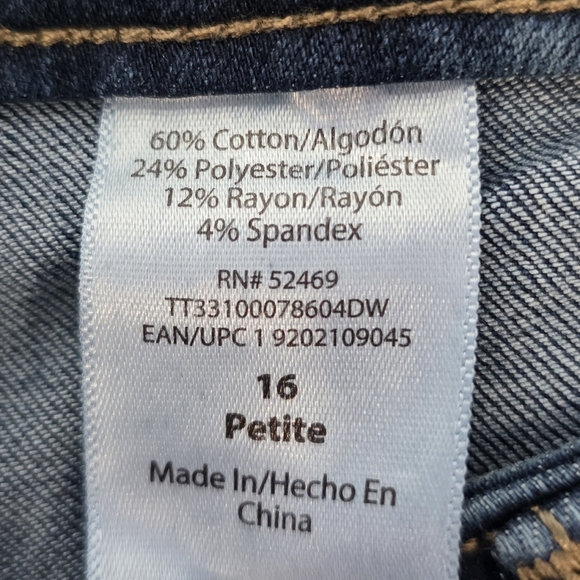 60% Cotton/Algodón
24% Polyester/Poliéster
12% Rayon/Rayón
4% Spandex
RN# 52469
TT33100078604DW
EAN/UPC 1 9202109045
16
Petite
Made In/Hecho En
China